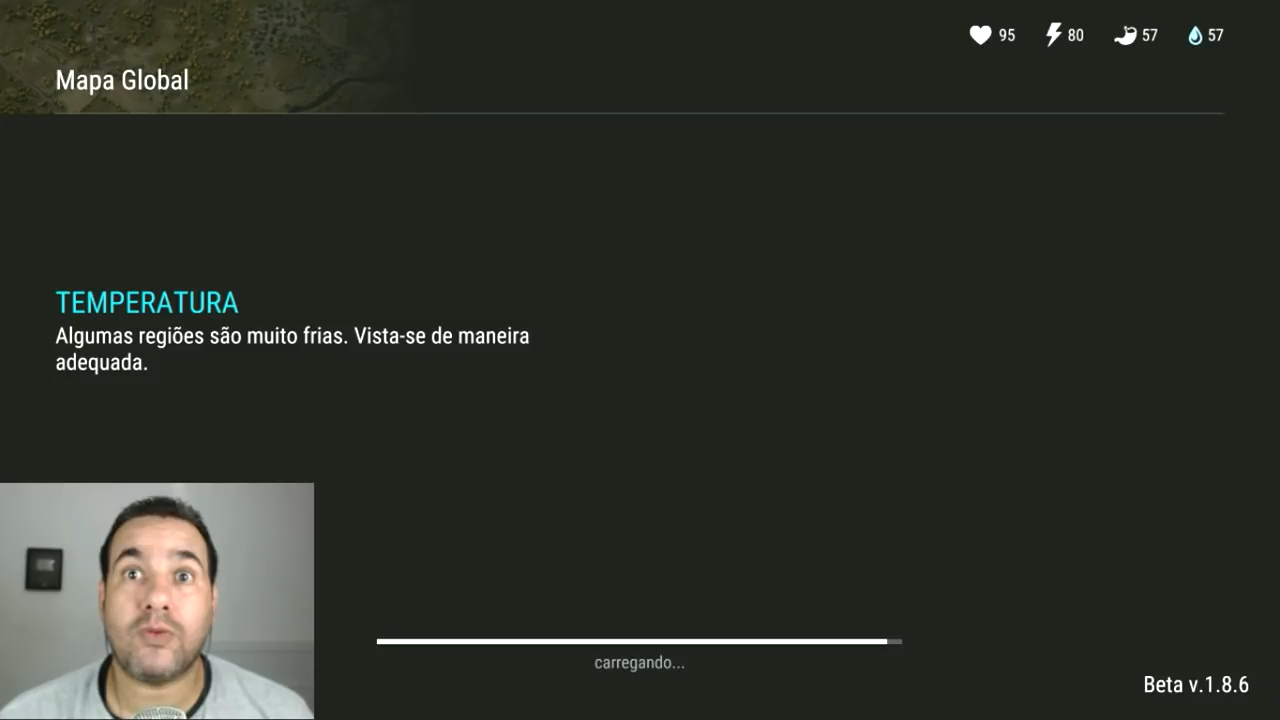 95
80
57
57
Mapa Global
TEMPERATURA
Algumas regiões são muito frias. Vista-se de maneira
adequada.
carregando...
Beta v.1.8.6